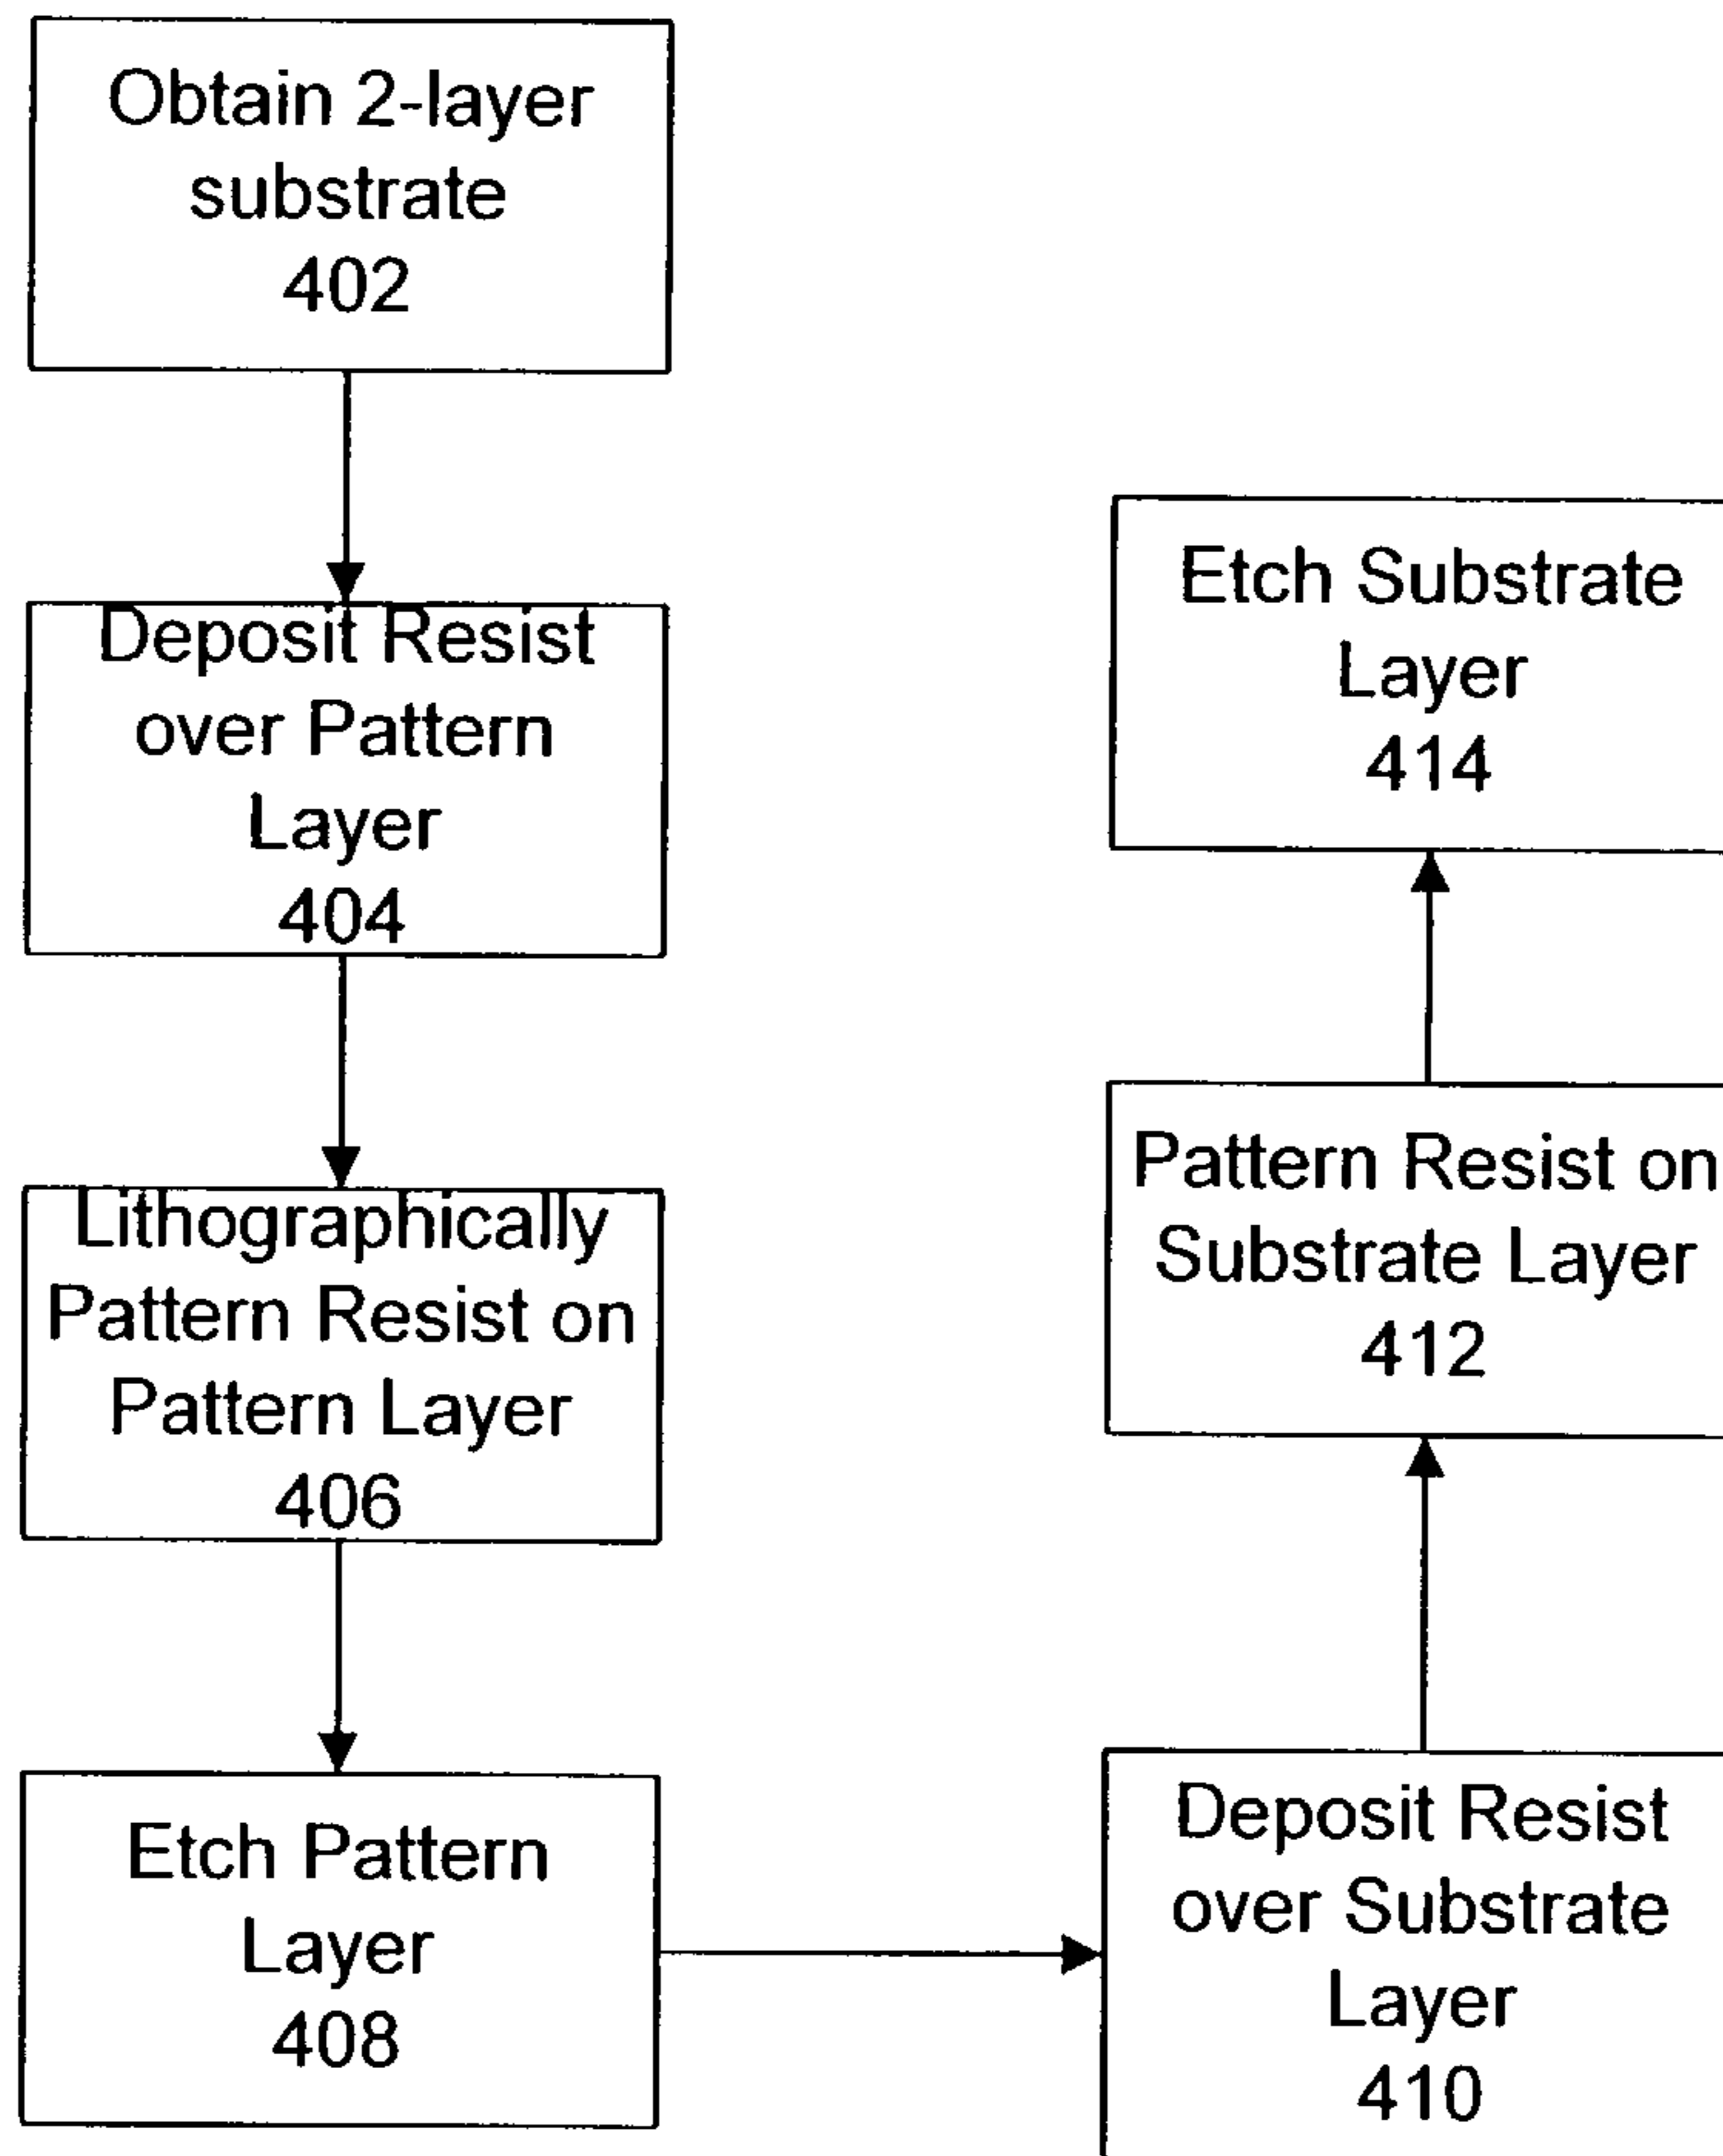 Obtain 2-layer
substrate
402
Deposit Resist
over Pattern
Layer
404
Lithographically
Pattern Resist on
Pattern Layer
406
Etch Pattern
Layer
408
Deposit Resist
over Substrate
Layer
410
Pattern Resist on
Substrate Layer
412
Etch Substrate
Layer
414